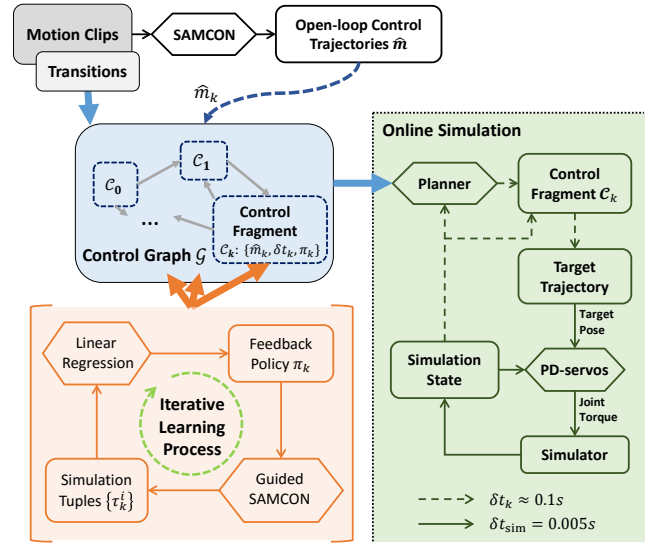 Motion Clips
Transitions
SAMCON
Open-loop Control
Trajectories m̂
m̂ₖ
𝒞₀
𝒞₁
...
Control
Fragment
𝒞ₖ: {m̂ₖ, δtₖ, πₖ}
Control Graph 𝒢
Linear
Regression
Feedback
Policy πₖ
Iterative
Learning
Process
Simulation
Tuples {τₖⁱ}
Guided
SAMCON
Online Simulation
Planner
Control
Fragment 𝒞ₖ
Target
Trajectory
Target
Pose
Simulation
State
PD-servos
Joint
Torque
Simulator
δtₖ ≈ 0.1s
δt_sim = 0.005s